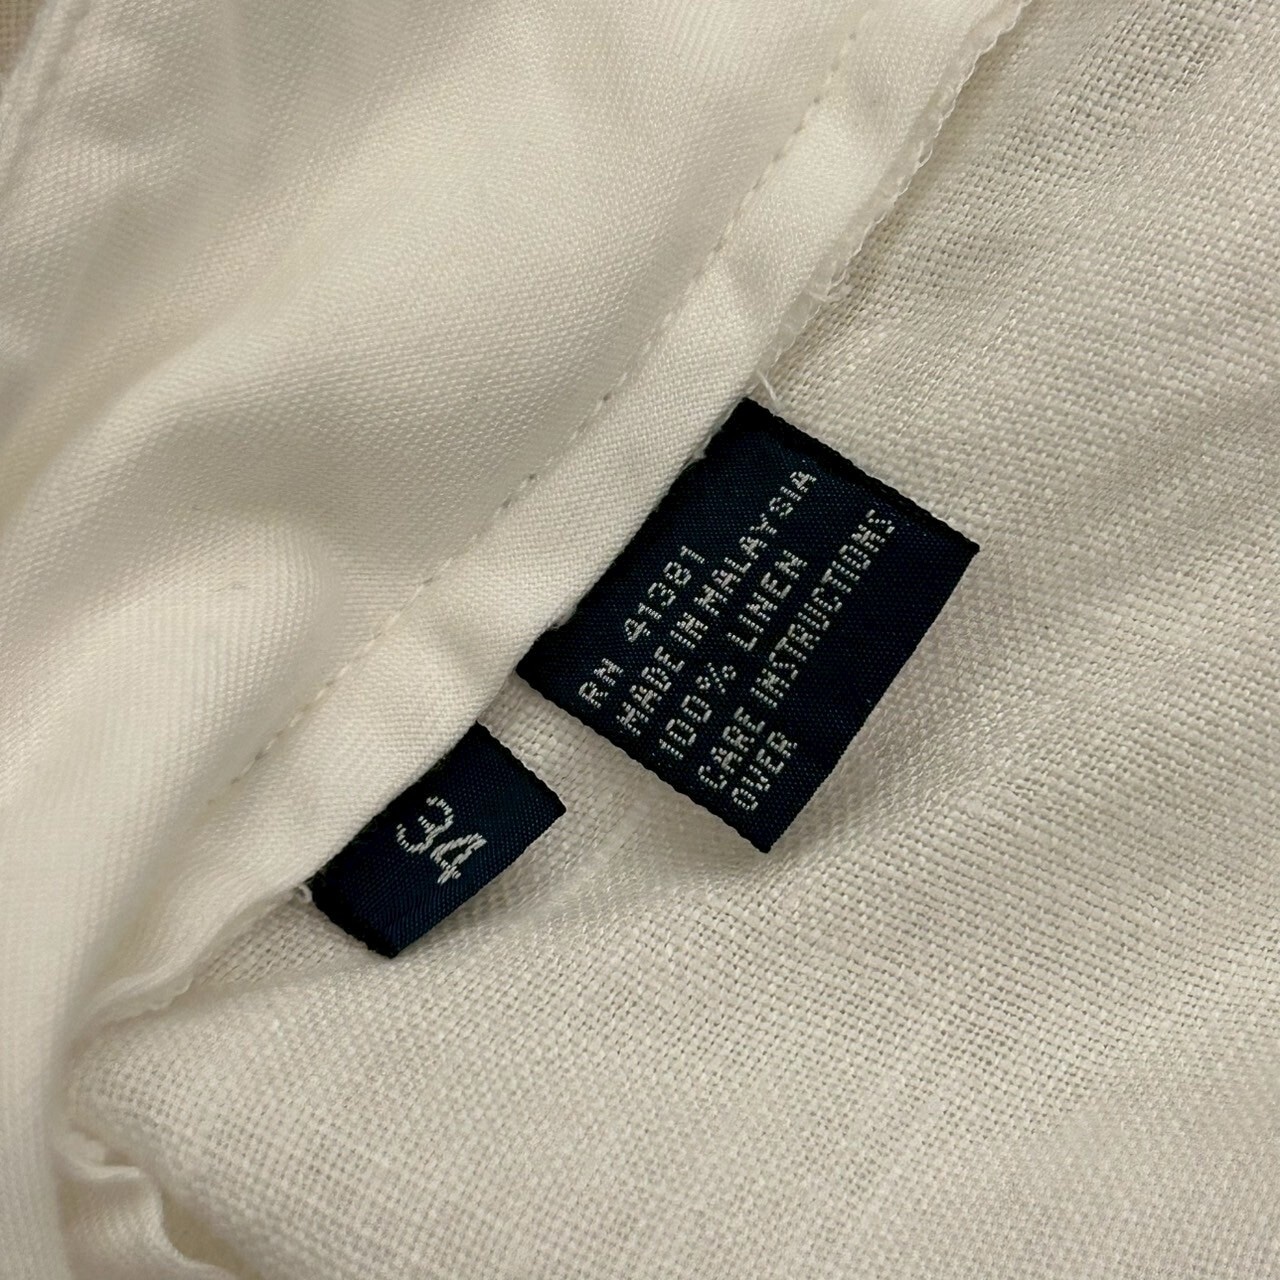 RN 41381
MADE IN MALAYSIA
100% LINEN
CARE INSTRUCTIONS
OVER
34